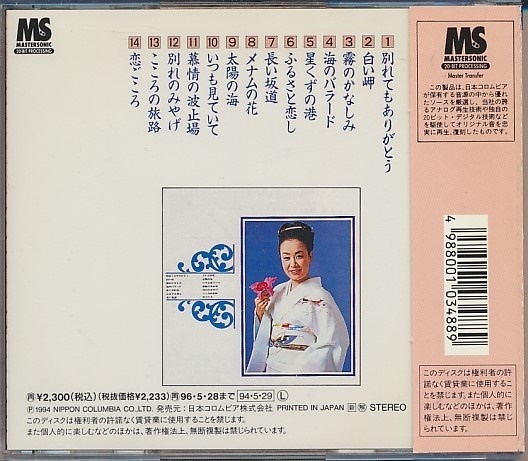 MS
MASTERSONIC
20-BIT PROCESSING
1 別れてもありがとう
2 白い岬
3 霧のかなしみ
4 海のバラード
5 星くずの港
6 ふるさと恋し
7 長い坂道
8 メナムの花
9 太陽の海
10 いつも見ていて
11 慕情の波止場
12 別れのみやげ
13 こころの旅路
14 恋ごころ
MS
MASTERSONIC
20-BIT PROCESSING
Master Transfer
この製品は、日本コロムビア
が保有する音源の中から優れ
たソースを厳選し、当社の誇
るアナログ再生技術や独自の
20ビット・デジタル技術など
を駆使してオリジナル音を忠
実に再生、復刻したものです。
4 988001 034889
このディスクは権利者の許
諾なく賃貸業に使用するこ
とを禁じます。
また個人的に楽しむなどの
ほかは、著作権法上、無断
複製は禁じられています。
再¥2,300(税込)(税抜価格¥2,233)再96・5・28まで 94・5・29 L
Ⓟ1994 NIPPON COLUMBIA CO.,LTD. 発売元:日本コロムビア株式会社 PRINTED IN JAPAN STEREO
このディスクは権利者の許諾なく賃貸業に使用することを禁じます。
また個人的に楽しむなどのほかは、著作権法上、無断複製は禁じられています。